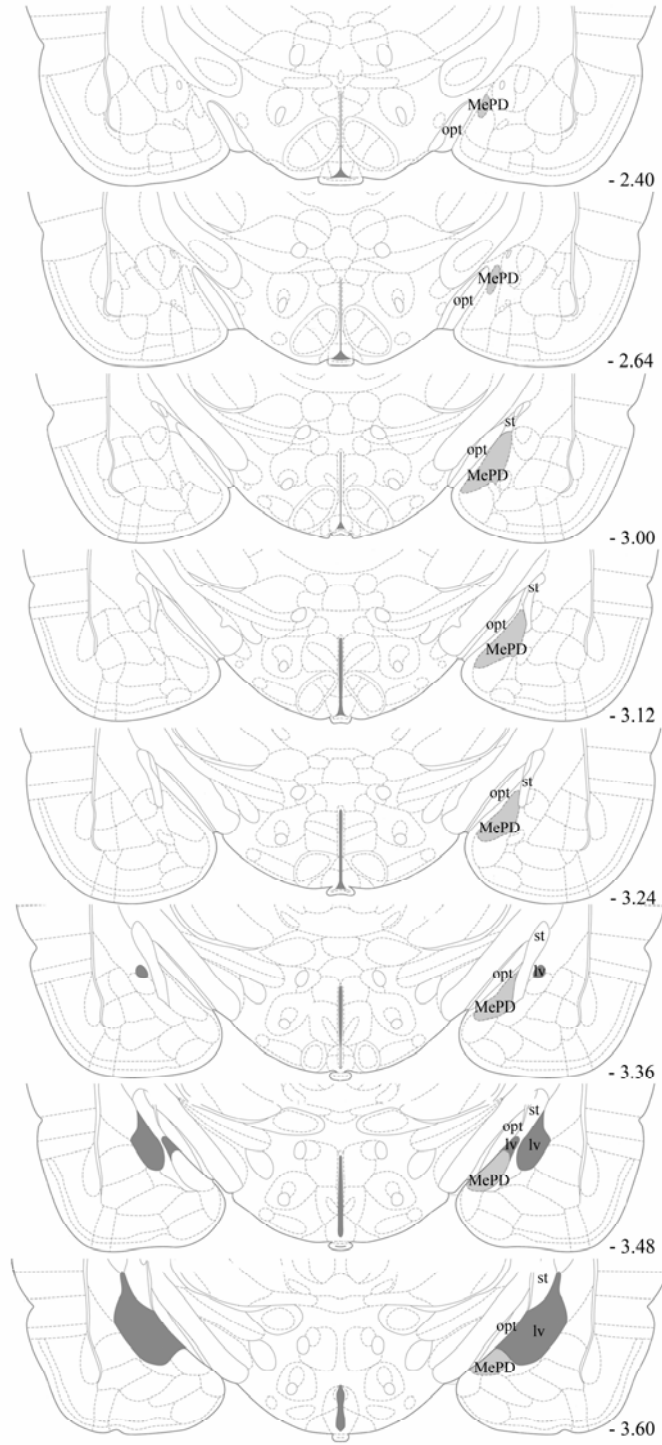 MePD
opt
- 2.40
MePD
opt
- 2.64
st
opt
MePD
- 3.00
st
opt
MePD
- 3.12
st
opt
MePD
- 3.24
st
opt lv
MePD
- 3.36
st
opt
lv lv
MePD
- 3.48
st
opt lv
MePD
- 3.60